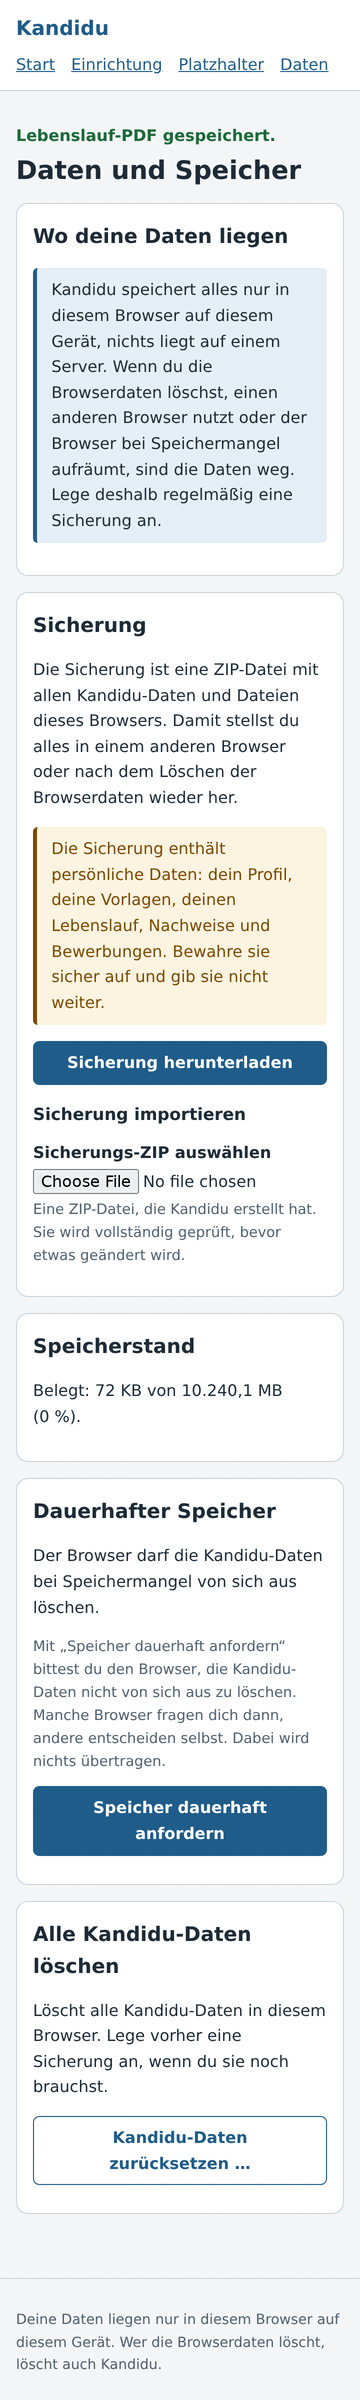 Kandidu
Start Einrichtung Platzhalter Daten
Lebenslauf-PDF gespeichert.
Daten und Speicher
Wo deine Daten liegen
Kandidu speichert alles nur in
diesem Browser auf diesem
Gerät, nichts liegt auf einem
Server. Wenn du die
Browserdaten löschst, einen
anderen Browser nutzt oder der
Browser bei Speichermangel
aufräumt, sind die Daten weg.
Lege deshalb regelmäßig eine
Sicherung an.
Sicherung
Die Sicherung ist eine ZIP-Datei mit
allen Kandidu-Daten und Dateien
dieses Browsers. Damit stellst du
alles in einem anderen Browser
oder nach dem Löschen der
Browserdaten wieder her.
Die Sicherung enthält
persönliche Daten: dein Profil,
deine Vorlagen, deinen
Lebenslauf, Nachweise und
Bewerbungen. Bewahre sie
sicher auf und gib sie nicht
weiter.
Sicherung herunterladen
Sicherung importieren
Sicherungs-ZIP auswählen
Choose File No file chosen
Eine ZIP-Datei, die Kandidu erstellt hat.
Sie wird vollständig geprüft, bevor
etwas geändert wird.
Speicherstand
Belegt: 72 KB von 10.240,1 MB
(0 %).
Dauerhafter Speicher
Der Browser darf die Kandidu-Daten
bei Speichermangel von sich aus
löschen.
Mit „Speicher dauerhaft anfordern“
bittest du den Browser, die Kandidu-
Daten nicht von sich aus zu löschen.
Manche Browser fragen dich dann,
andere entscheiden selbst. Dabei wird
nichts übertragen.
Speicher dauerhaft
anfordern
Alle Kandidu-Daten
löschen
Löscht alle Kandidu-Daten in diesem
Browser. Lege vorher eine
Sicherung an, wenn du sie noch
brauchst.
Kandidu-Daten
zurücksetzen …
Deine Daten liegen nur in diesem Browser auf
diesem Gerät. Wer die Browserdaten löscht,
löscht auch Kandidu.